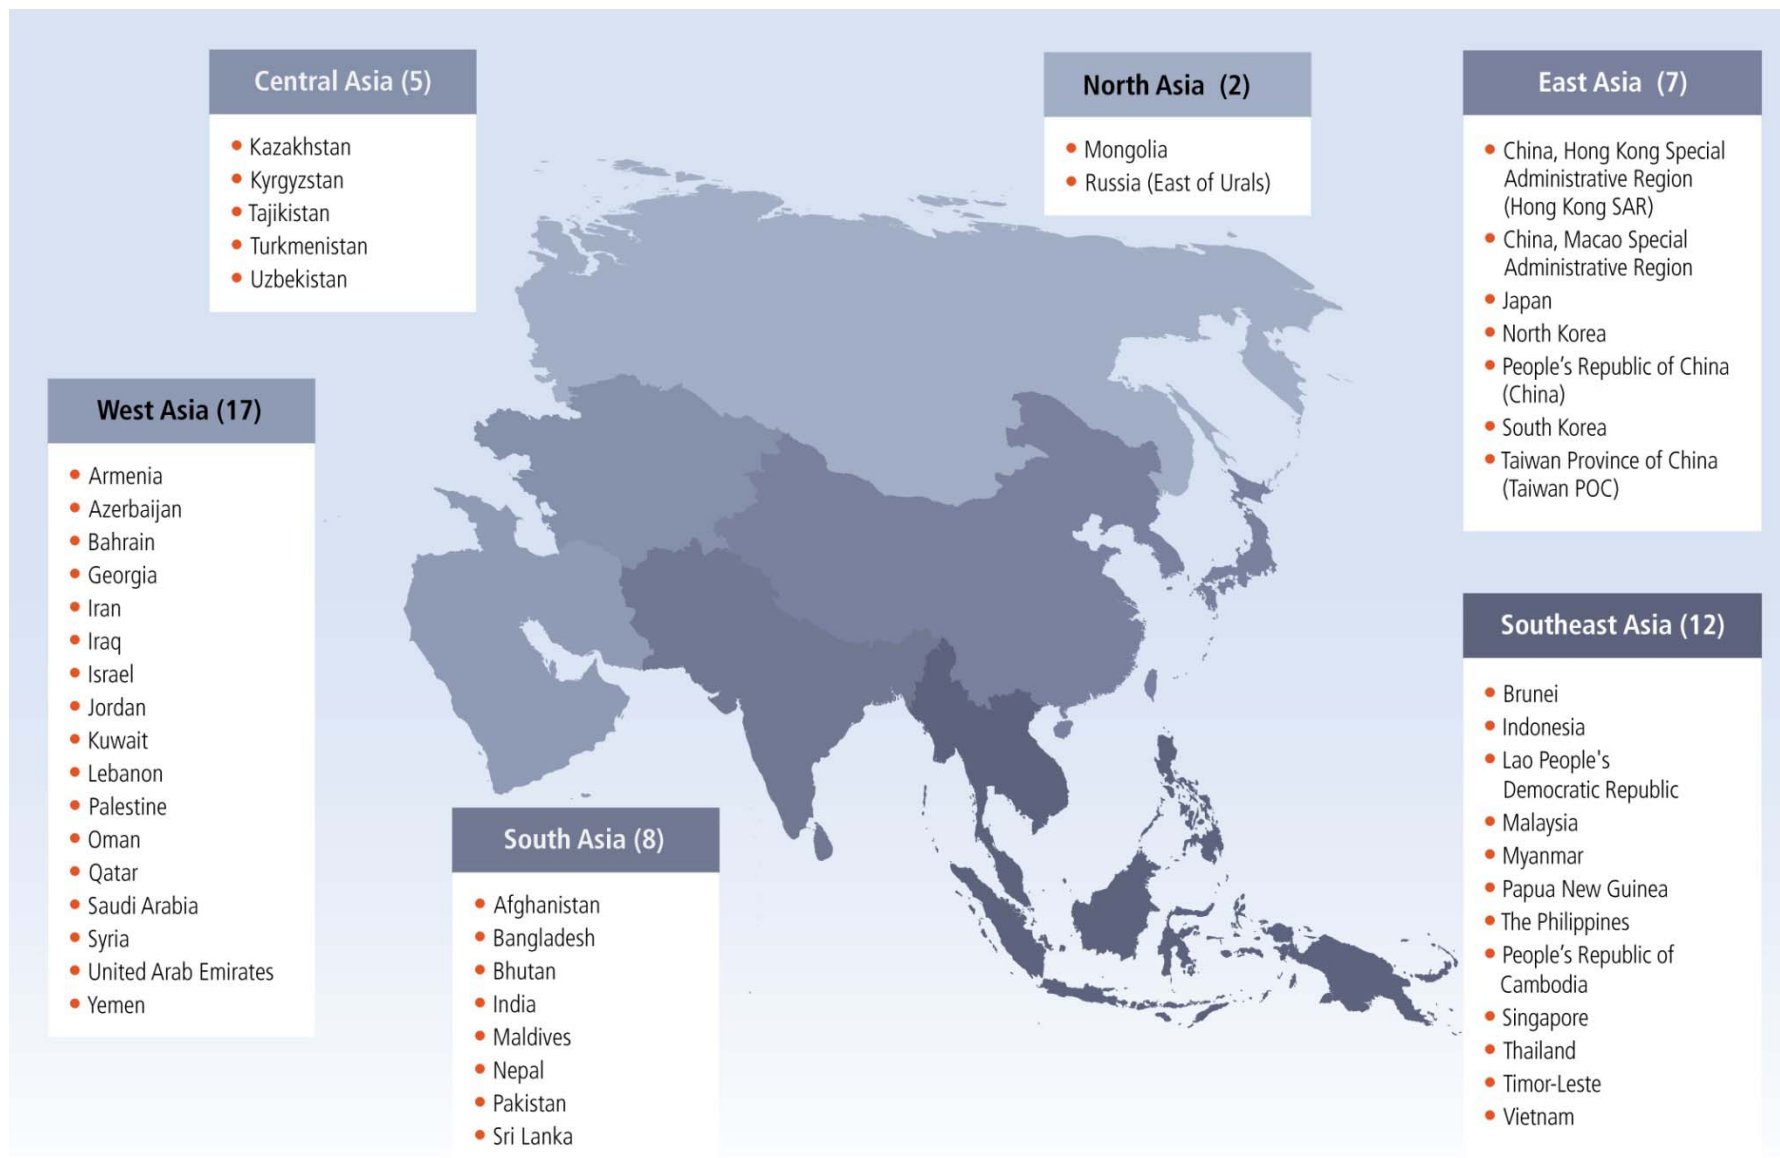 Central Asia (5)
Kazakhstan
Kyrgyzstan
Tajikistan
Turkmenistan
Uzbekistan
North Asia (2)
Mongolia
Russia (East of Urals)
East Asia (7)
China, Hong Kong Special
Administrative Region
(Hong Kong SAR)
China, Macao Special
Administrative Region
Japan
North Korea
People’s Republic of China
(China)
South Korea
Taiwan Province of China
(Taiwan POC)
West Asia (17)
Armenia
Azerbaijan
Bahrain
Georgia
Iran
Iraq
Israel
Jordan
Kuwait
Lebanon
Palestine
Oman
Qatar
Saudi Arabia
Syria
United Arab Emirates
Yemen
South Asia (8)
Afghanistan
Bangladesh
Bhutan
India
Maldives
Nepal
Pakistan
Sri Lanka
Southeast Asia (12)
Brunei
Indonesia
Lao People's
Democratic Republic
Malaysia
Myanmar
Papua New Guinea
The Philippines
People’s Republic of
Cambodia
Singapore
Thailand
Timor-Leste
Vietnam